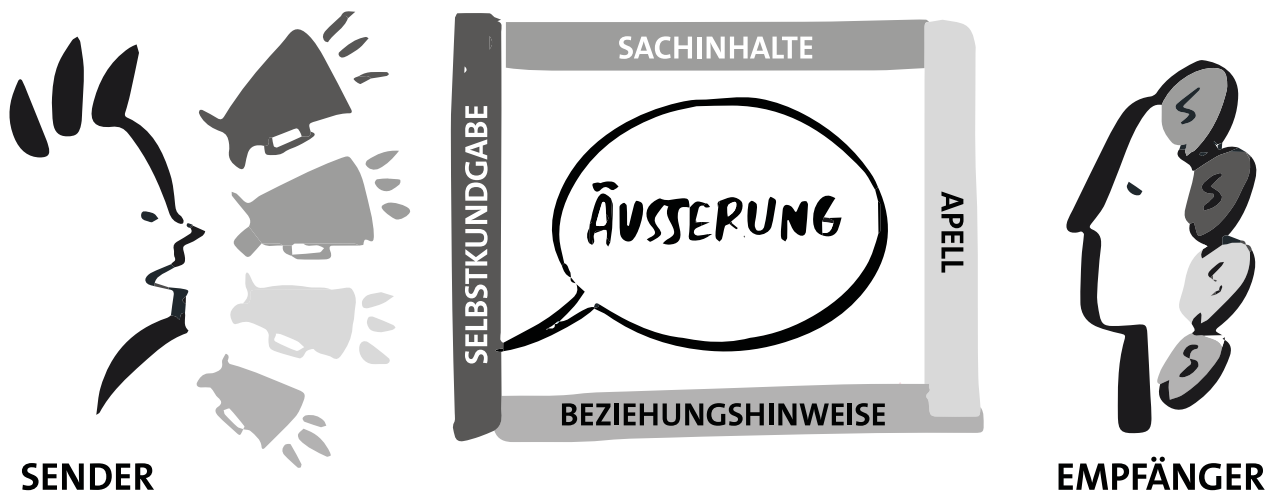 SACHINHALTE
SELBSTKUNDGABE
ÄUSSERUNG
APELL
BEZIEHUNGSHINWEISE
SENDER
EMPFÄNGER